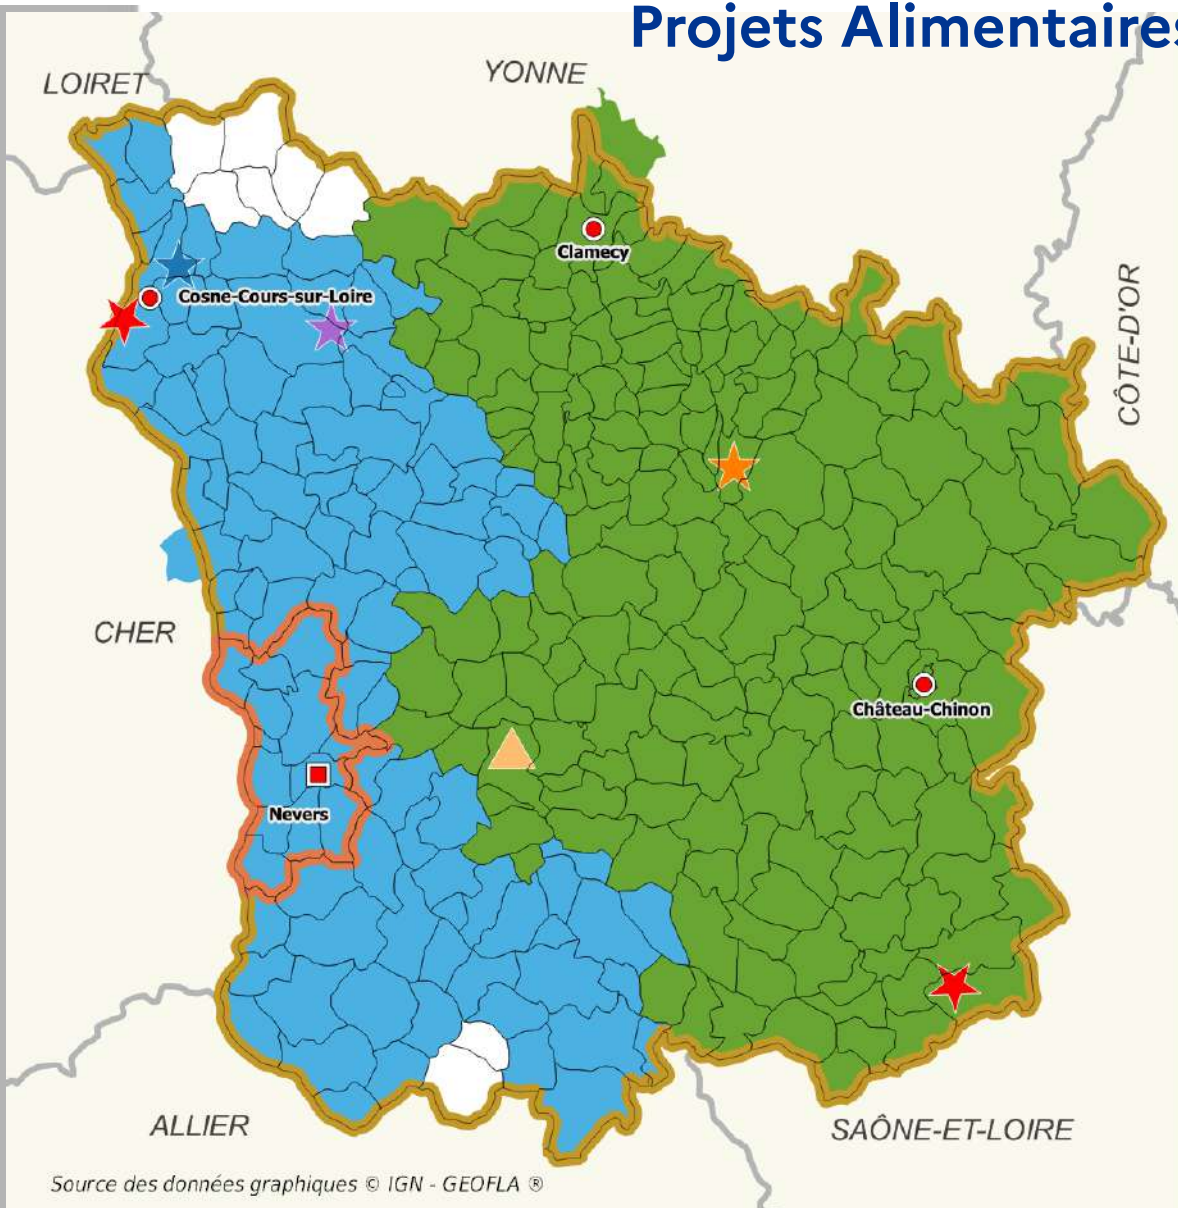 Projets Alimentaires
LOIRET
YONNE
Clamecy
CÔTE-D'OR
Cosne-Cours-sur-Loire
CHER
Château-Chinon
Nevers
ALLIER
SAÔNE-ET-LOIRE
Source des données graphiques © IGN - GEOFLA ®